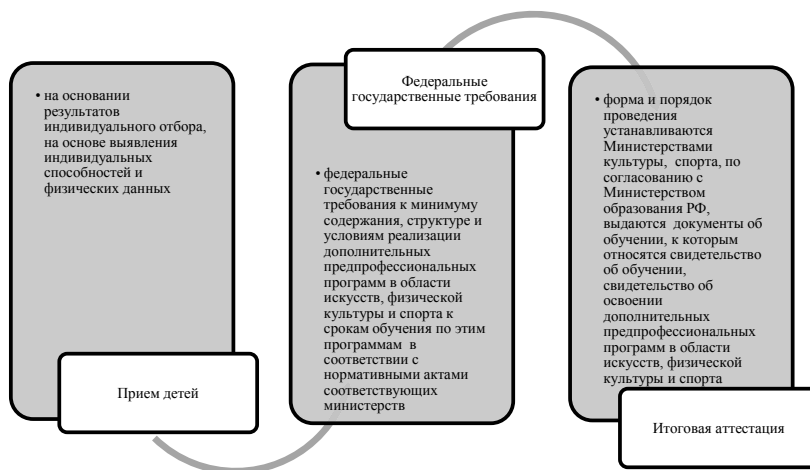 • на основании
результатов
индивидуального отбора,
на основе выявления
индивидуальных
способностей и
физических данных
Прием детей
Федеральные
государственные требования
• федеральные
государственные
требования к минимуму
содержания, структуре и
условиям реализации
дополнительных
предпрофессиональных
программ в области
искусств, физической
культуры и спорта к
срокам обучения по этим
программам в
соответствии с
нормативными актами
соответствующих
министерств
• форма и порядок
проведения
устанавливаются
Министерствами
культуры, спорта, по
согласованию с
Министерством
образования РФ,
выдаются документы об
обучении, к которым
относятся свидетельство
об обучении,
свидетельство об
освоении
дополнительных
предпрофессиональных
программ в области
искусств, физической
культуры и спорта
Итоговая аттестация